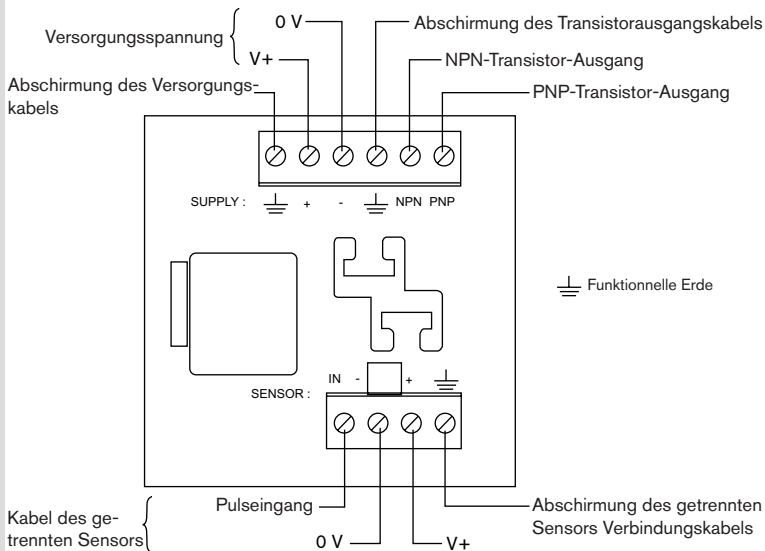 0 V
Abschirmung des Transistorausgangskabels
Versorgungsspannung
V+
NPN-Transistor-Ausgang
Abschirmung des Versorgungs-
kabels
PNP-Transistor-Ausgang
SUPPLY : + - NPN PNP
Funktionnelle Erde
IN - +
SENSOR :
Pulseingang
Abschirmung des getrennten
Sensors Verbindungskabels
Kabel des ge-
trennten Sensors
0 V
V+